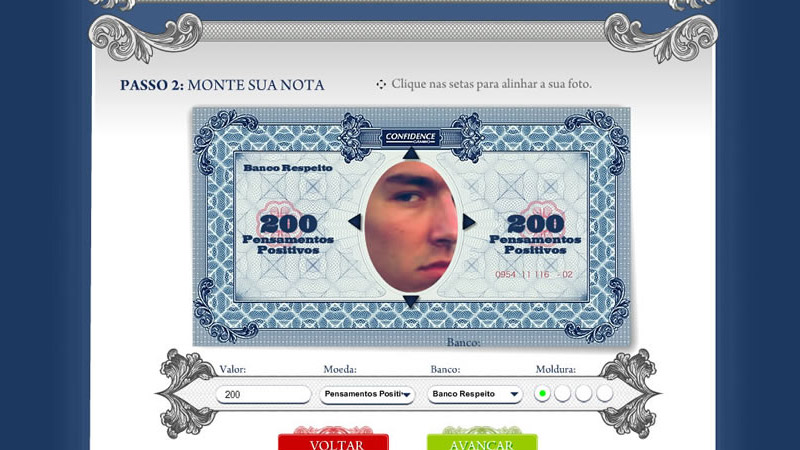 PASSO 2: MONTE SUA NOTA
Clique nas setas para alinhar a sua foto.
CONFIDENCE
CÂMBIO
Banco Respeito
200
Pensamentos
Positivos
200
Pensamentos
Positivos
0954 11 116 - 02
Banco:
Valor:
Moeda:
Banco:
Moldura:
200
Pensamentos Positi
Banco Respeito
VOLTAR
AVANÇAR